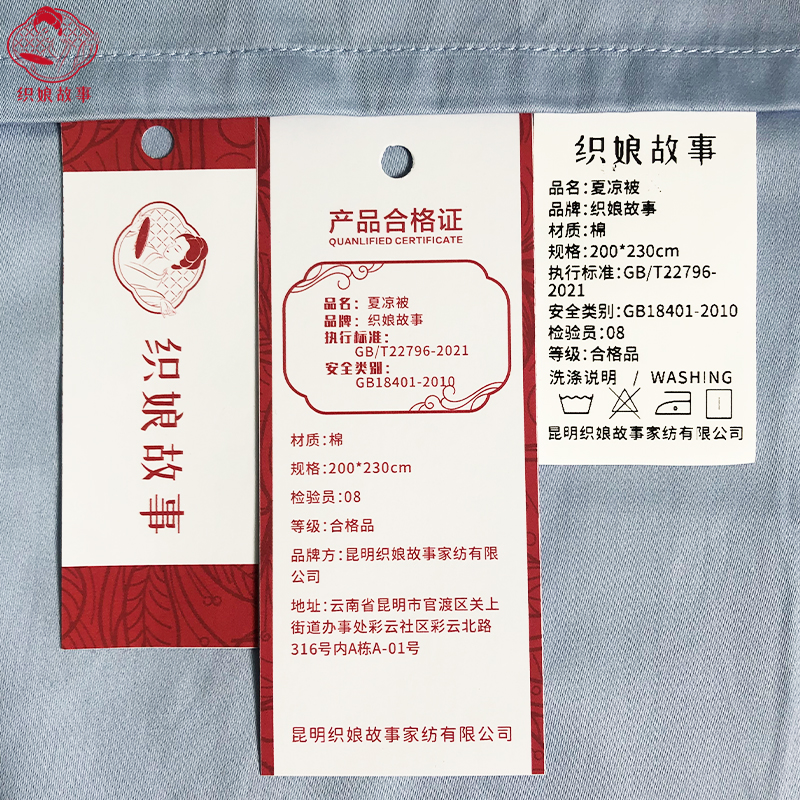 织娘故事
织娘故事
产品合格证
QUANLIFIED CERTIFICATE
品名：夏凉被
品牌：织娘故事
执行标准：
GB/T22796-2021
安全类别：
GB18401-2010
材质：棉
规格：200*230cm
检验员：08
等级：合格品
品牌方：昆明织娘故事家纺有限
公司
地址：云南省昆明市官渡区关上
街道办事处彩云社区彩云北路
316号内A栋A-01号
昆明织娘故事家纺有限公司
织娘故事
品名：夏凉被
品牌：织娘故事
材质：棉
规格：200*230cm
执行标准：GB/T22796-
2021
安全类别：GB18401-2010
检验员：08
等级：合格品
洗涤说明 / WASHING
昆明织娘故事家纺有限公司